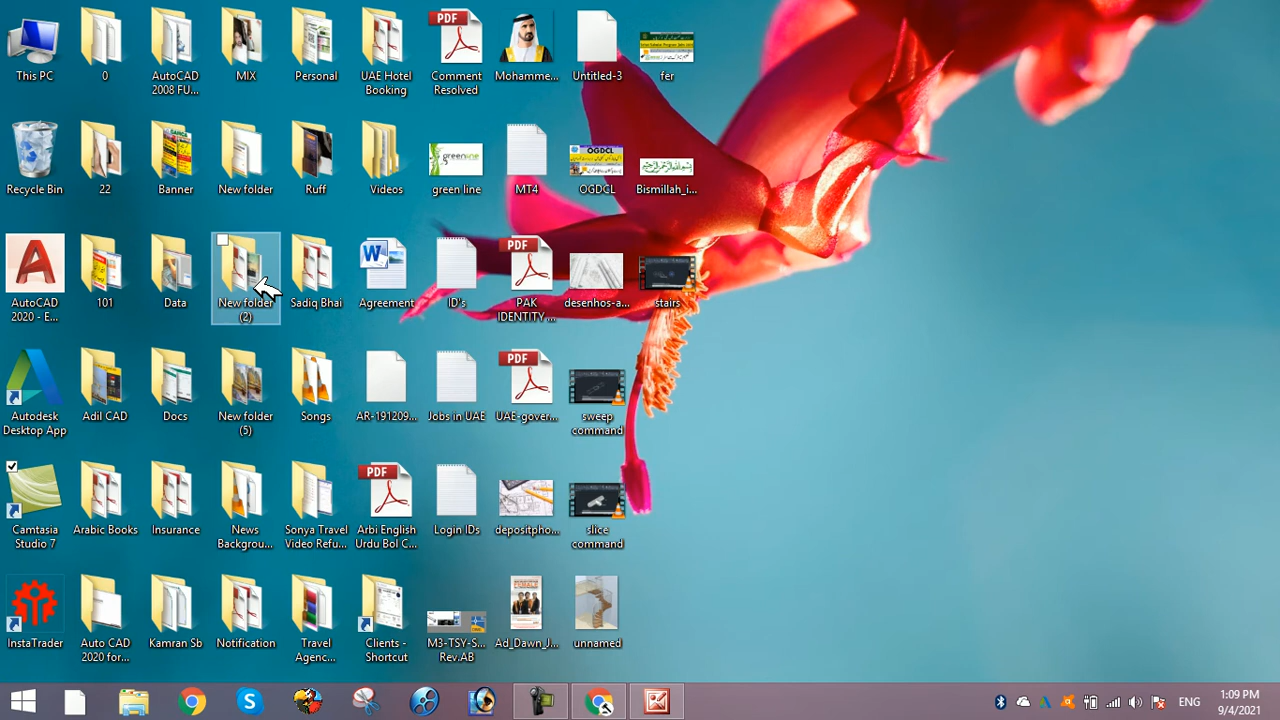 This PC
0
AutoCAD
2008 FU...
MIX
Personal
UAE Hotel
Booking
PDF
Comment
Resolved
Mohamme...
Untitled-3
fer
Recycle Bin
22
Banner
New folder
Ruff
Videos
greenline
green line
MT4
OGDCL
OGDCL
Bismillah_i...
AutoCAD
2020 - E...
101
Data
New folder
(2)
Sadiq Bhai
Agreement
ID's
PDF
PAK
IDENTITY ...
desenhos-a...
stairs
Autodesk
Desktop App
Adil CAD
Docs
New folder
(5)
Songs
AR-191209...
Jobs in UAE
PDF
UAE-gover...
sweep
command
Camtasia
Studio 7
Arabic Books
Insurance
News
Backgrou...
Sonya Travel
Video Refu...
PDF
Arbi English
Urdu Bol C...
Login IDs
depositpho...
slice
command
InstaTrader
Auto CAD
2020 for...
Kamran Sb
Notification
Travel
Agenc...
Clients -
Shortcut
M3-TSY-S...
Rev.AB
Ad_Dawn_J...
unnamed
ENG
1:09 PM
9/4/2021